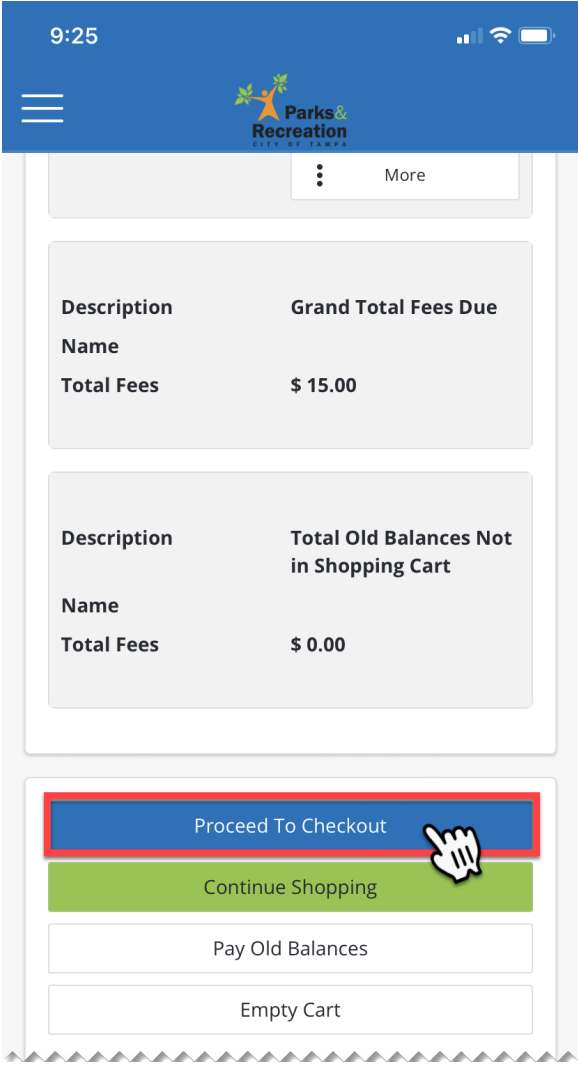 9:25
Parks&
Recreation
CITY OF TAMPA
More
Description Grand Total Fees Due
Name
Total Fees $ 15.00
Description Total Old Balances Not
in Shopping Cart
Name
Total Fees $ 0.00
Proceed To Checkout
Continue Shopping
Pay Old Balances
Empty Cart